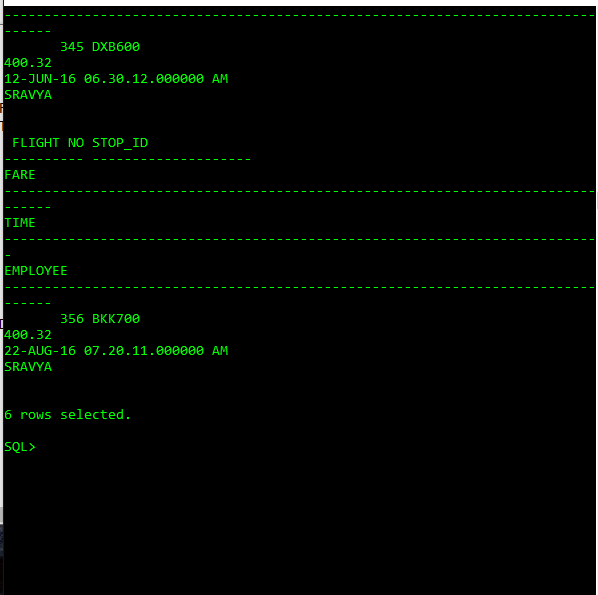 --------------------------------------------------------------------------
------
345 DXB600
400.32
12-JUN-16 06.30.12.000000 AM
SRAVYA
FLIGHT NO STOP_ID
---------- --------------------
FARE
--------------------------------------------------------------------------
------
TIME
--------------------------------------------------------------------------
-
EMPLOYEE
--------------------------------------------------------------------------
------
356 BKK700
400.32
22-AUG-16 07.20.11.000000 AM
SRAVYA
6 rows selected.
SQL>